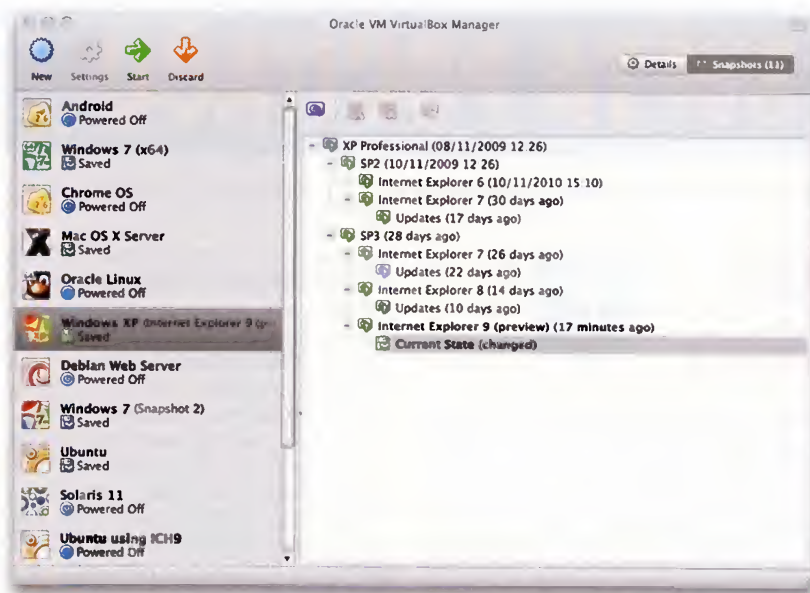 Oracle VM VirtualBox Manager
New Settings Start Discard
Details Snapshots (11)
Android
Powered Off
Windows 7 (x64)
Saved
Chrome OS
Powered Off
Mac OS X Server
Saved
Oracle Linux
Powered Off
Windows XP (Internet Explorer 9 (p...
Saved
Debian Web Server
Powered Off
Windows 7 (Snapshot 2)
Saved
Ubuntu
Saved
Solaris 11
Powered Off
Ubuntu using ICH9
Powered Off
XP Professional (08/11/2009 12:26)
SP2 (10/11/2009 12 26)
Internet Explorer 6 (10/11/2010 15 10)
Internet Explorer 7 (30 days ago)
Updates (17 days ago)
SP3 (28 days ago)
Internet Explorer 7 (26 days ago)
Updates (22 days ago)
Internet Explorer 8 (14 days ago)
Updates (10 days ago)
Internet Explorer 9 (preview) (17 minutes ago)
Current State (changed)